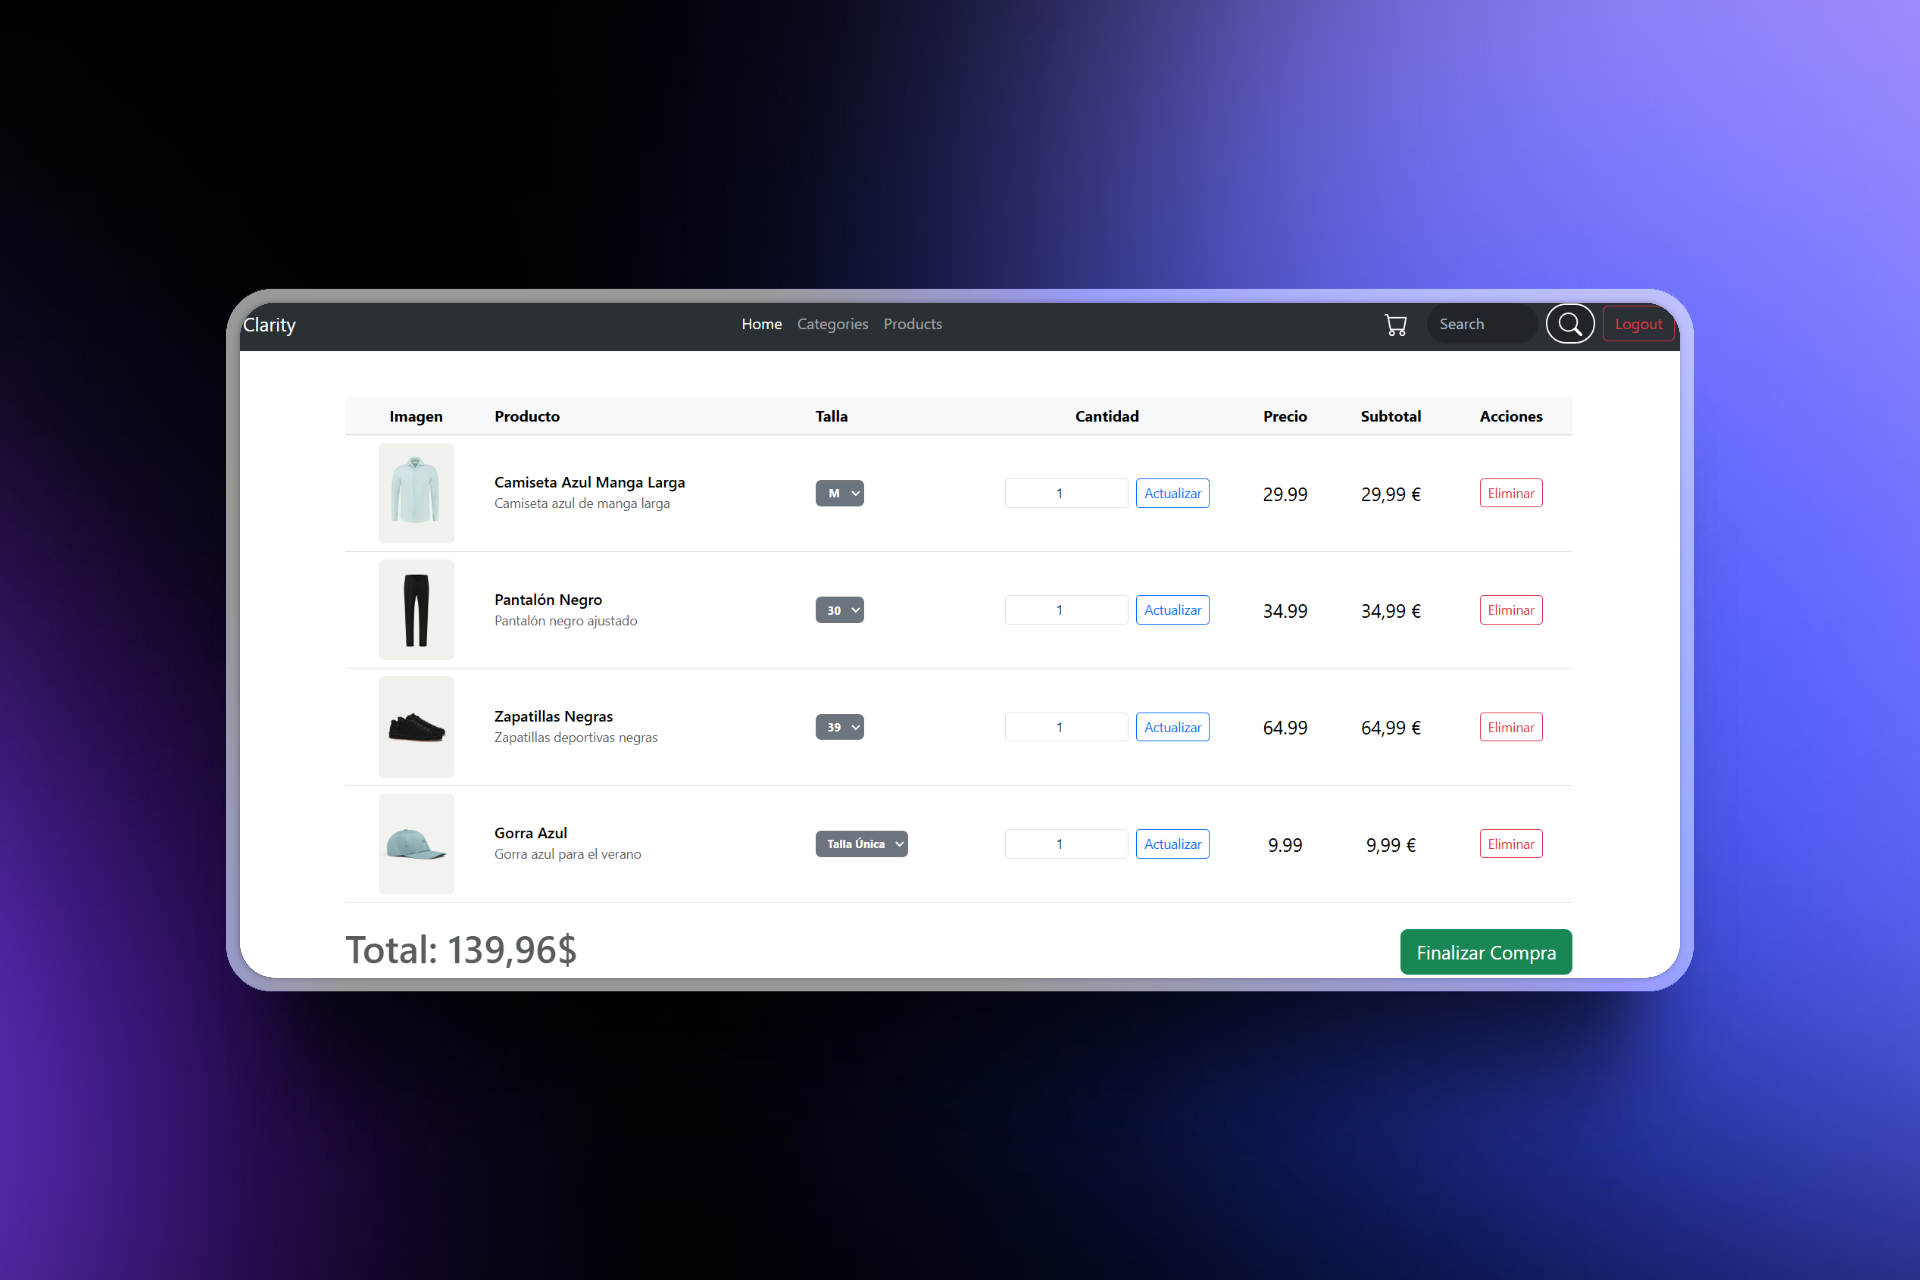 Clarity Home Categories Products Search Logout
Imagen Producto Talla Cantidad Precio Subtotal Acciones
Camiseta Azul Manga Larga
Camiseta azul de manga larga
M 1 Actualizar 29.99 29,99 € Eliminar
Pantalón Negro
Pantalón negro ajustado
30 1 Actualizar 34.99 34,99 € Eliminar
Zapatillas Negras
Zapatillas deportivas negras
39 1 Actualizar 64.99 64,99 € Eliminar
Gorra Azul
Gorra azul para el verano
Talla Única 1 Actualizar 9.99 9,99 € Eliminar
Total: 139,96$ Finalizar Compra